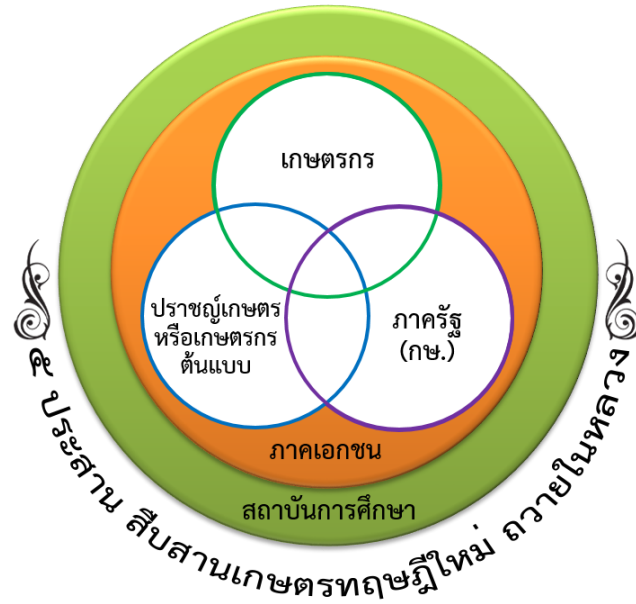 เกษตรกร
ปราชญ์เกษตร
หรือเกษตรกร
ต้นแบบ
ภาครัฐ
(กษ.)
ภาคเอกชน
สถาบันการศึกษา
๕ ประสาน สืบสานเกษตรทฤษฎีใหม่ ถวายในหลวง